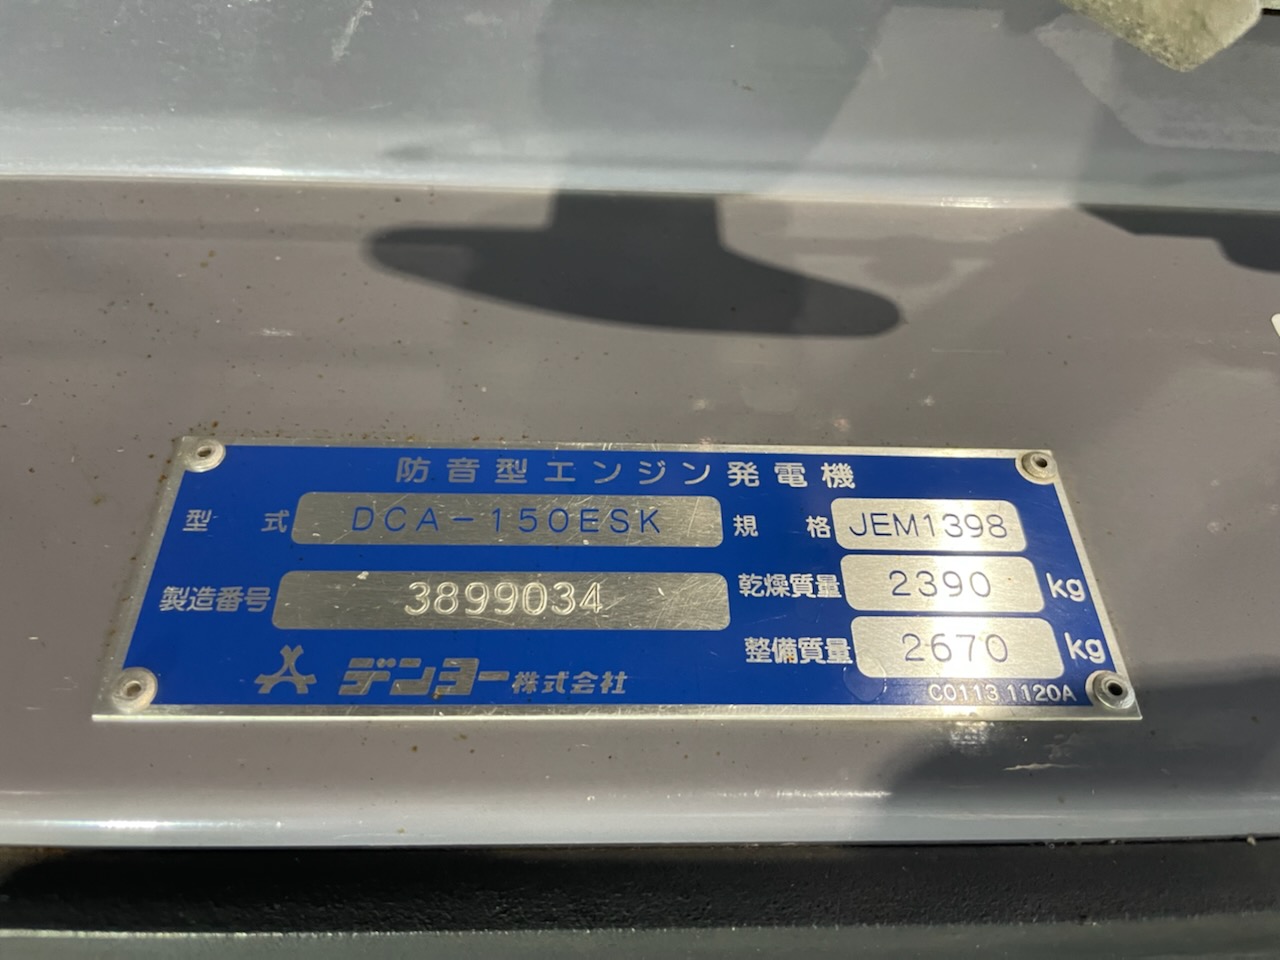 防音型エンジン発電機
型式 DCA-150ESK 規格 JEM1398
製造番号 3899034 乾燥質量 2390 kg
整備質量 2670 kg
デンヨー株式会社 C0113 1120A